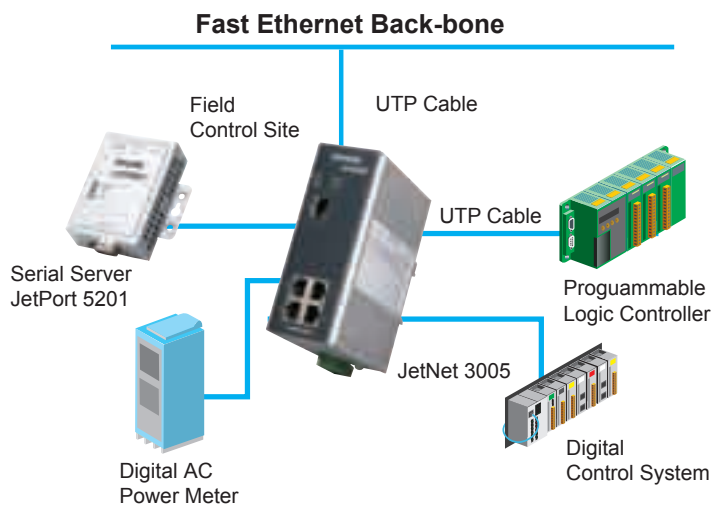 Fast Ethernet Back-bone
Field
Control Site
UTP Cable
UTP Cable
Serial Server
JetPort 5201
Proguammable
Logic Controller
JetNet 3005
Digital AC
Power Meter
Digital
Control System